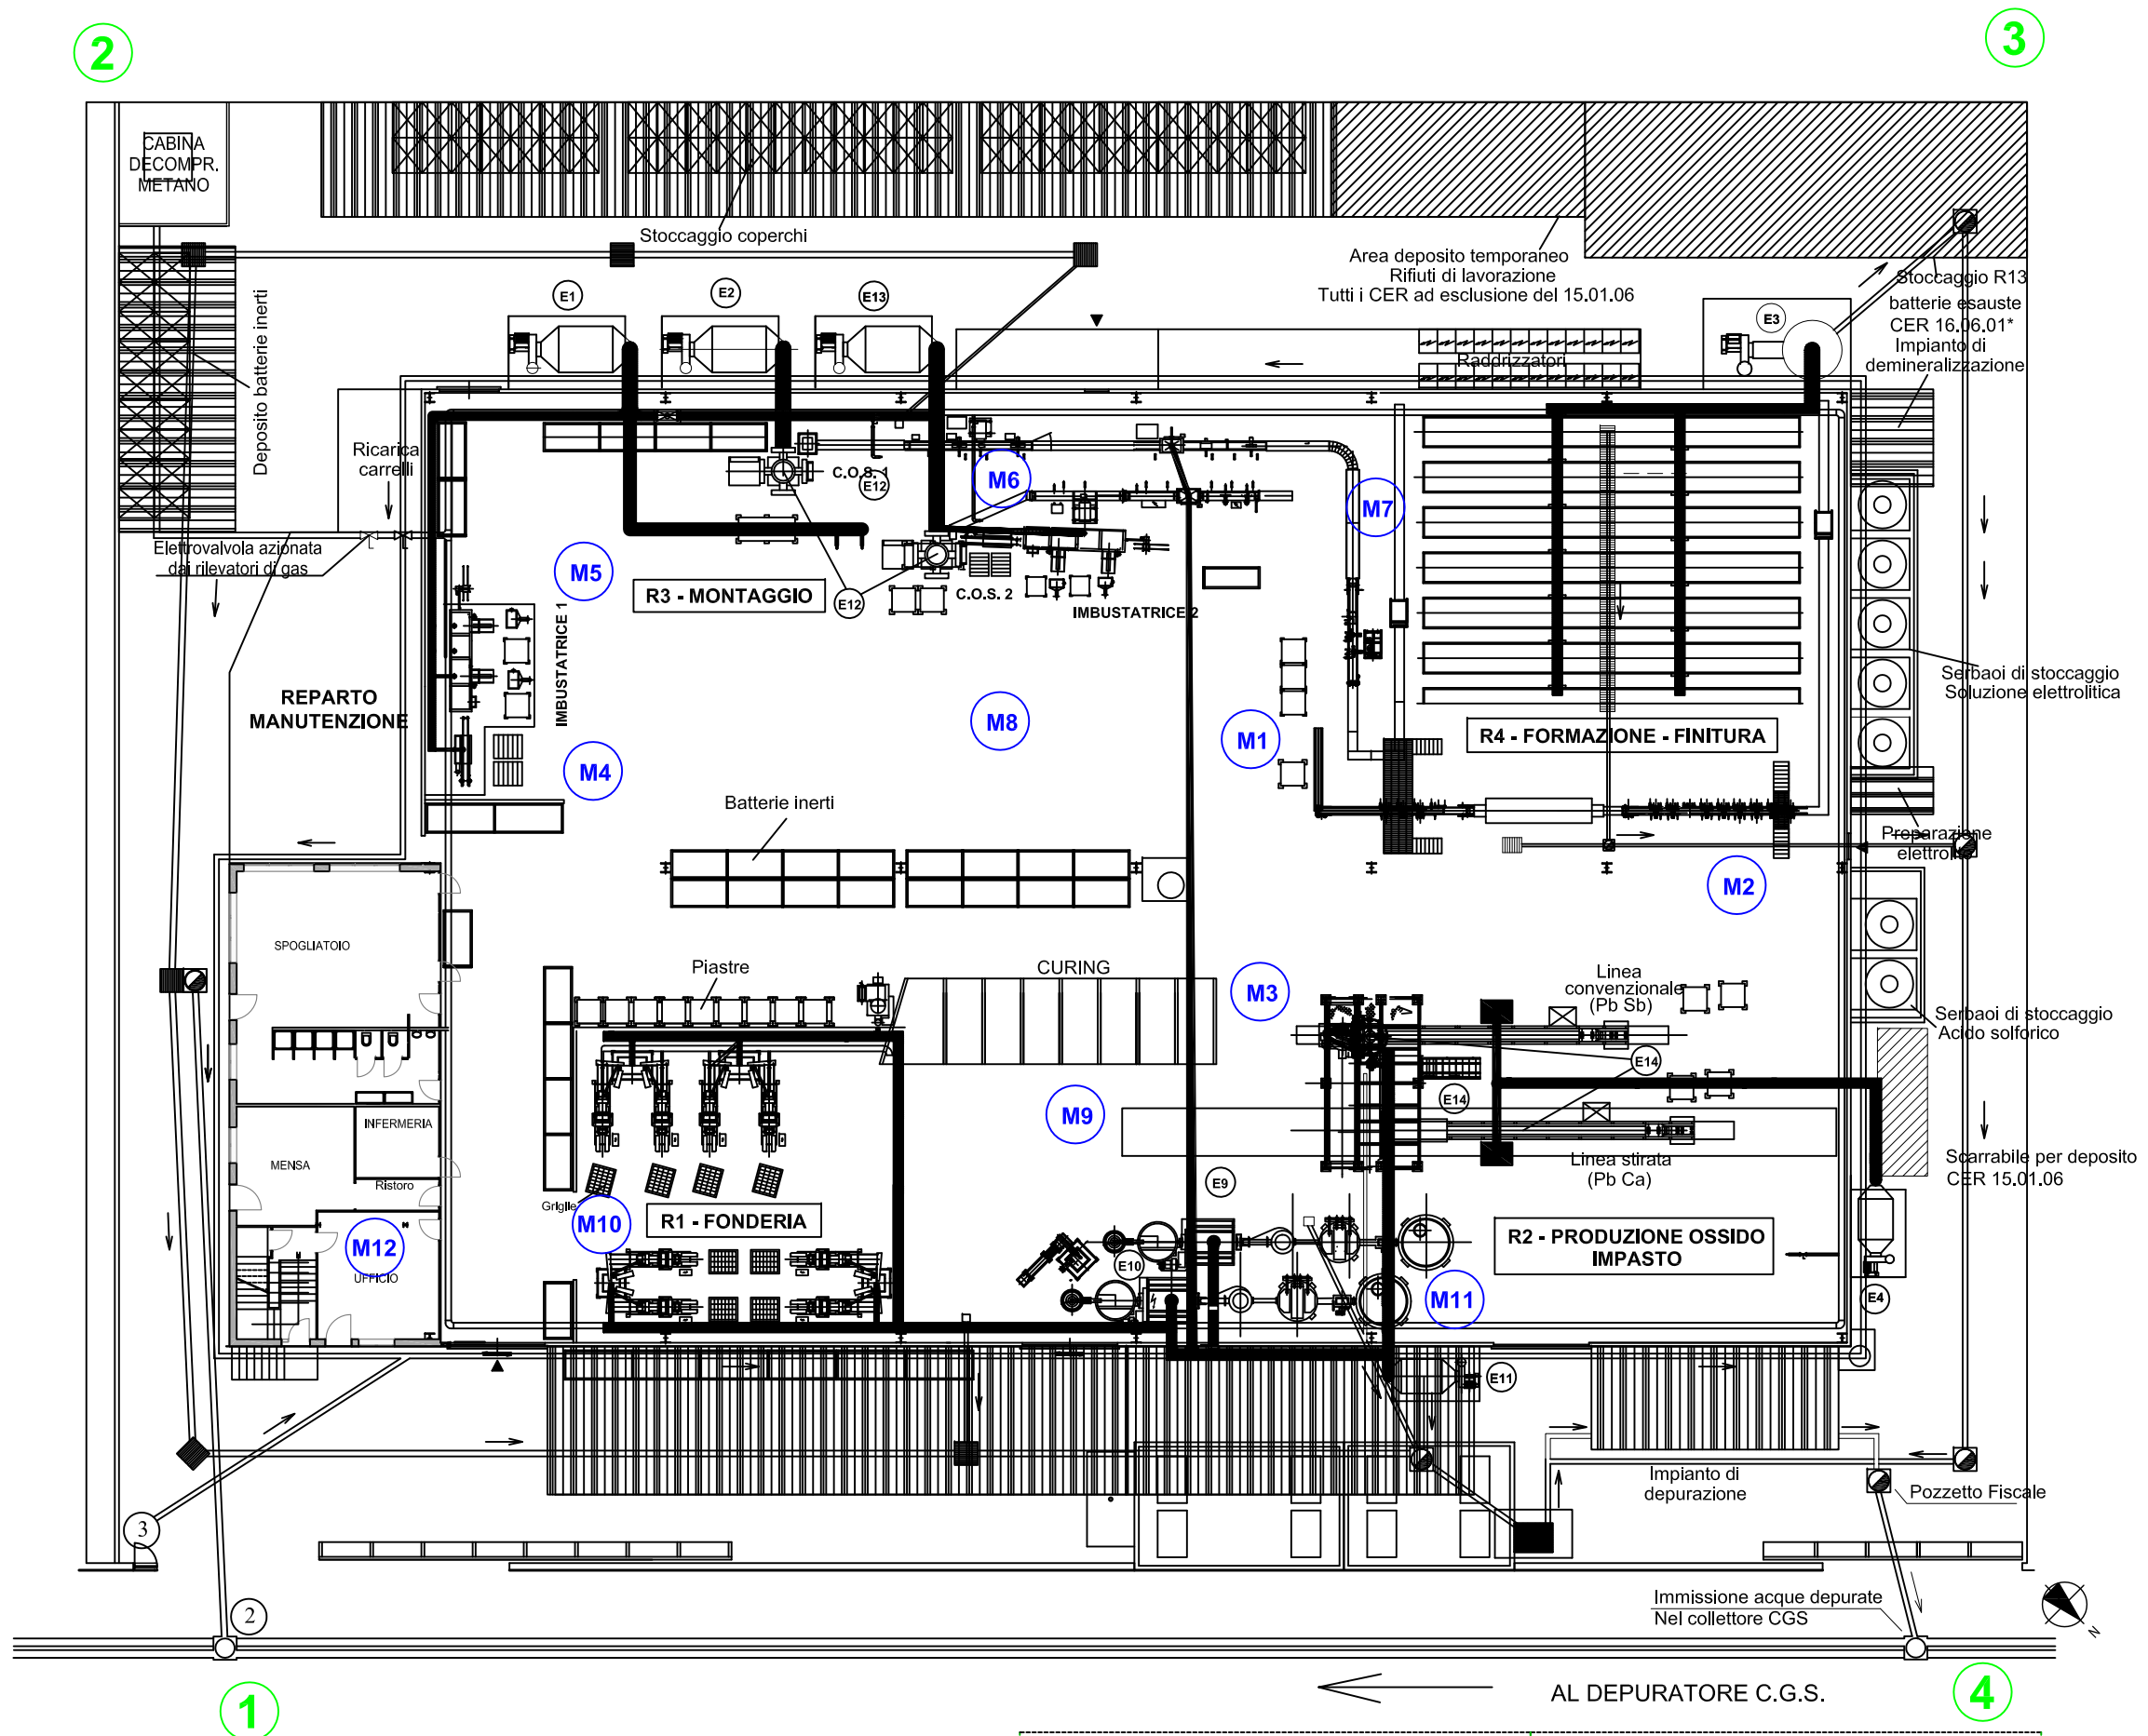 2
3
CABINA
DECOMPR.
METANO
Stoccaggio coperchi
Area deposito temporaneo
Rifiuti di lavorazione
Tutti i CER ad esclusione del 15.01.06
Stoccaggio R13
batterie esauste
CER 16.06.01*
Impianto di
demineralizzazione
Deposito batterie inerti
E1
E2
E13
E3
Raddrizzatori
Ricarica
carrelli
C.O.S. 1
E12
M6
M7
Elettrovalvola azionata
dai rilevatori di gas
M5
R3 - MONTAGGIO
E12
C.O.S. 2
IMBUSTATRICE 2
IMBUSTATRICE 1
REPARTO
MANUTENZIONE
Serbaoi di stoccaggio
Soluzione elettrolitica
M8
M1
R4 - FORMAZIONE - FINITURA
M4
Batterie inerti
Preparazione
elettrolito
M2
SPOGLIATOIO
Piastre
CURING
M3
Linea
convenzionale
(Pb Sb)
Serbaoi di stoccaggio
Acido solforico
E14
E14
M9
INFERMERIA
MENSA
Ristoro
Linea stirata
(Pb Ca)
Scarrabile per deposito
CER 15.01.06
E9
Griglie
M10
R1 - FONDERIA
M12
UFFICIO
E10
R2 - PRODUZIONE OSSIDO
IMPASTO
M11
E4
E11
Impianto di
depurazione
Pozzetto Fiscale
3
2
Immissione acque depurate
Nel collettore CGS
N
1
AL DEPURATORE C.G.S.
4